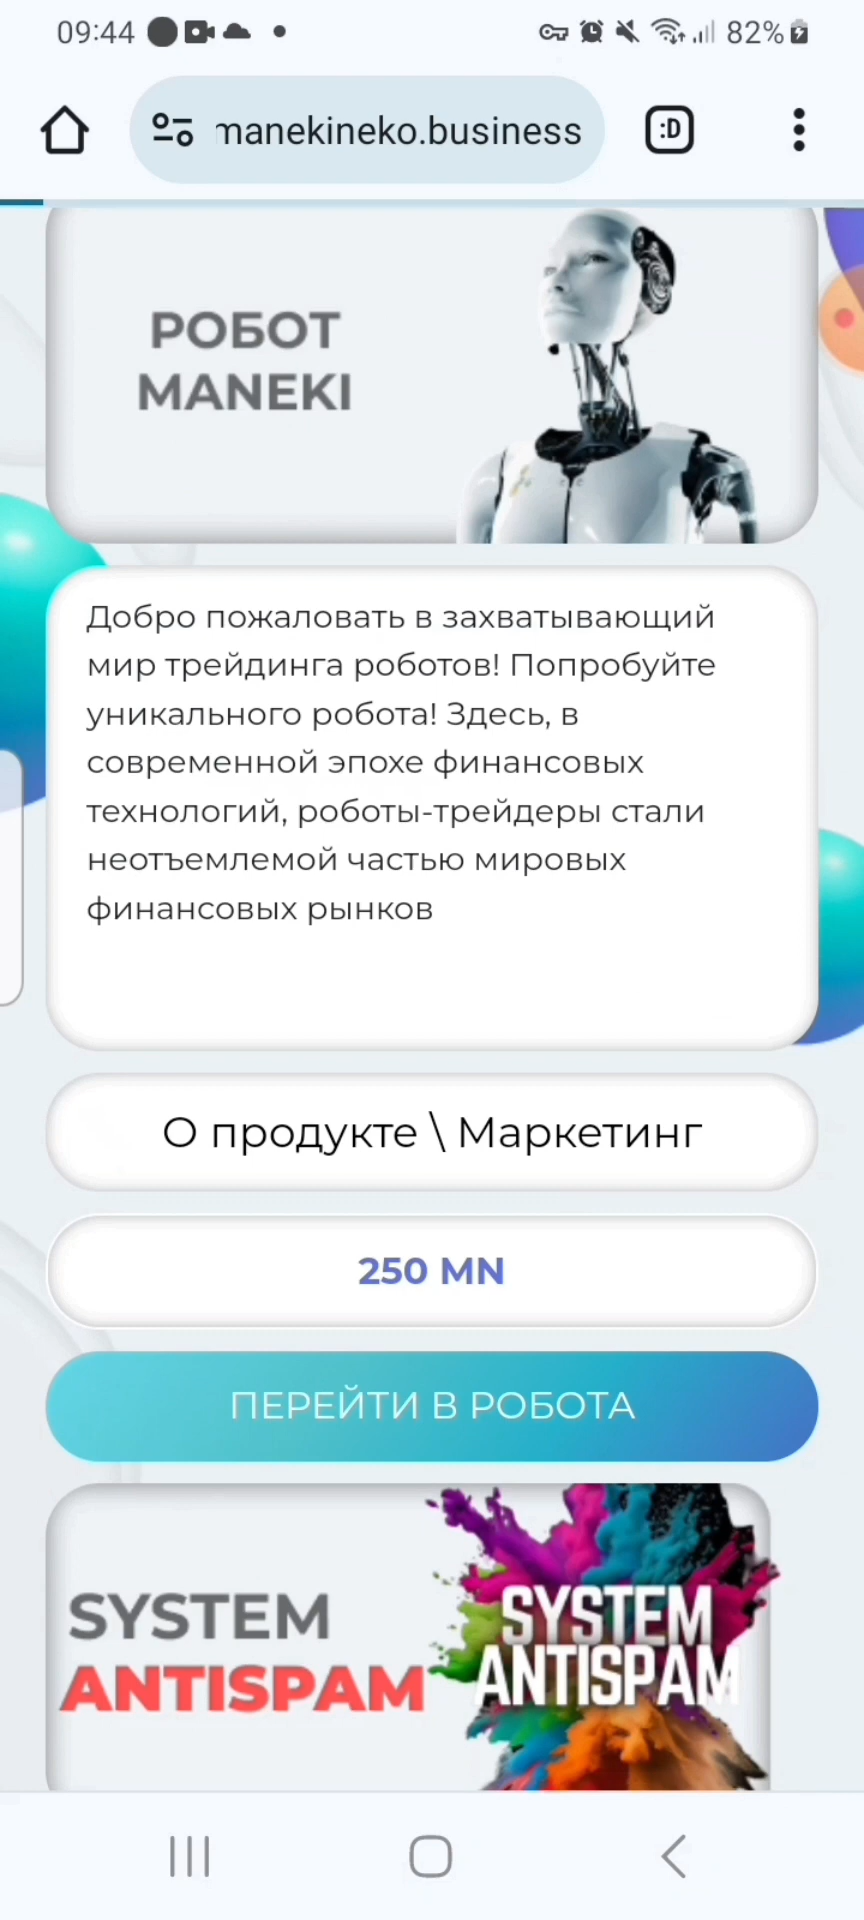 09:44
82%
manekineko.business
:D
РОБОТ
MANEKI
Добро пожаловать в захватывающий
мир трейдинга роботов! Попробуйте
уникального робота! Здесь, в
современной эпохе финансовых
технологий, роботы-трейдеры стали
неотъемлемой частью мировых
финансовых рынков
О продукте \ Маркетинг
250 MN
ПЕРЕЙТИ В РОБОТА
SYSTEM
ANTISPAM
SYSTEM
ANTISPAM